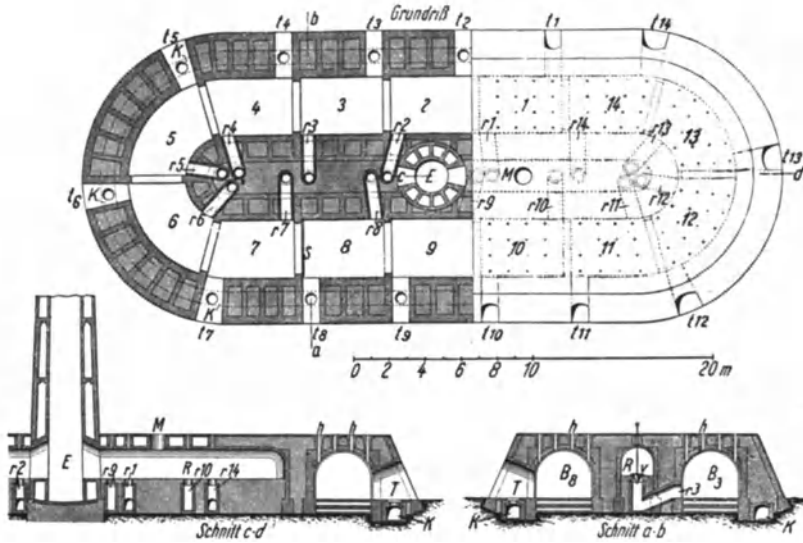 Grundriß
t5 K t4 b t3 t2 t1 t14
4 3 2 1 14
5 r4 r3 r2 r1 r14 r13 13
r5 c E M t13 d
t6 K
6 r6 r7 r8 r9 r10 r11 r12 12
7 S 8 9 10 11
K
t7 t8 t9 t10 t11 t12
a
0 2 4 6 8 10 20 m
M h h h h
E R V
r2 r9 r1 R r10 r14 T T B8 r3 B3
K K K
Schnitt c-d Schnitt a-b